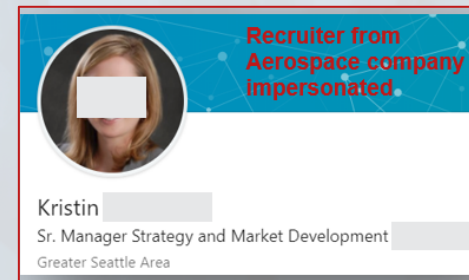 Recruiter from
Aerospace company
impersonated
Kristin
Sr. Manager Strategy and Market Development
Greater Seattle Area